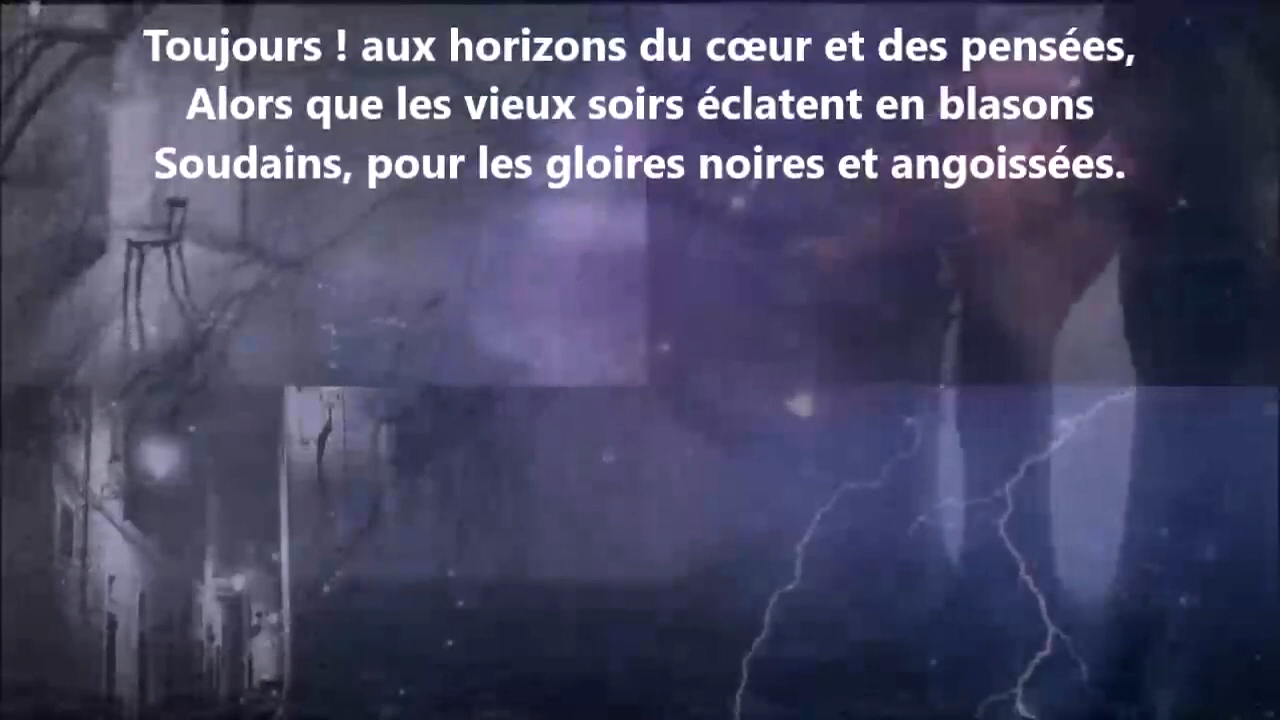 Toujours ! aux horizons du cœur et des pensées,
Alors que les vieux soirs éclatent en blasons
Soudains, pour les gloires noires et angoissées.